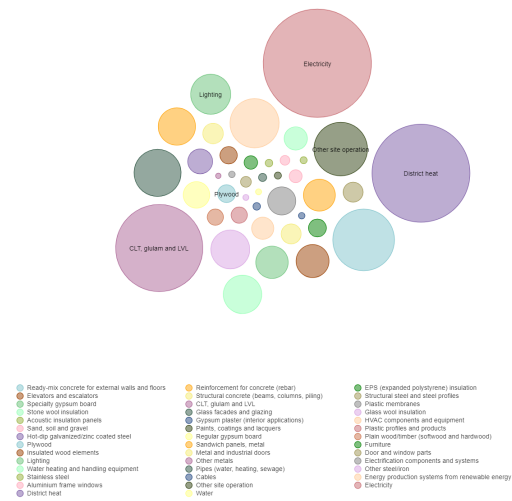 Electricity
Lighting
Other site operation
District heat
Plywood
CLT, glulam and LVL
Ready-mix concrete for external walls and floors
Elevators and escalators
Specialty gypsum board
Stone wool insulation
Acoustic insulation panels
Sand, soil and gravel
Hot-dip galvanized/zinc coated steel
Plywood
Insulated wood elements
Lighting
Water heating and handling equipment
Stainless steel
Aluminium frame windows
District heat
Reinforcement for concrete (rebar)
Structural concrete (beams, columns, piling)
CLT, glulam and LVL
Glass facades and glazing
Gypsum plaster (interior applications)
Paints, coatings and lacquers
Regular gypsum board
Sandwich panels, metal
Metal and industrial doors
Other metals
Pipes (water, heating, sewage)
Cables
Other site operation
Water
EPS (expanded polystyrene) insulation
Structural steel and steel profiles
Plastic membranes
Glass wool insulation
HVAC components and equipment
Plastic profiles and products
Plain wood/timber (softwood and hardwood)
Furniture
Door and window parts
Electrification components and systems
Other steel/iron
Energy production systems from renewable energy
Electricity